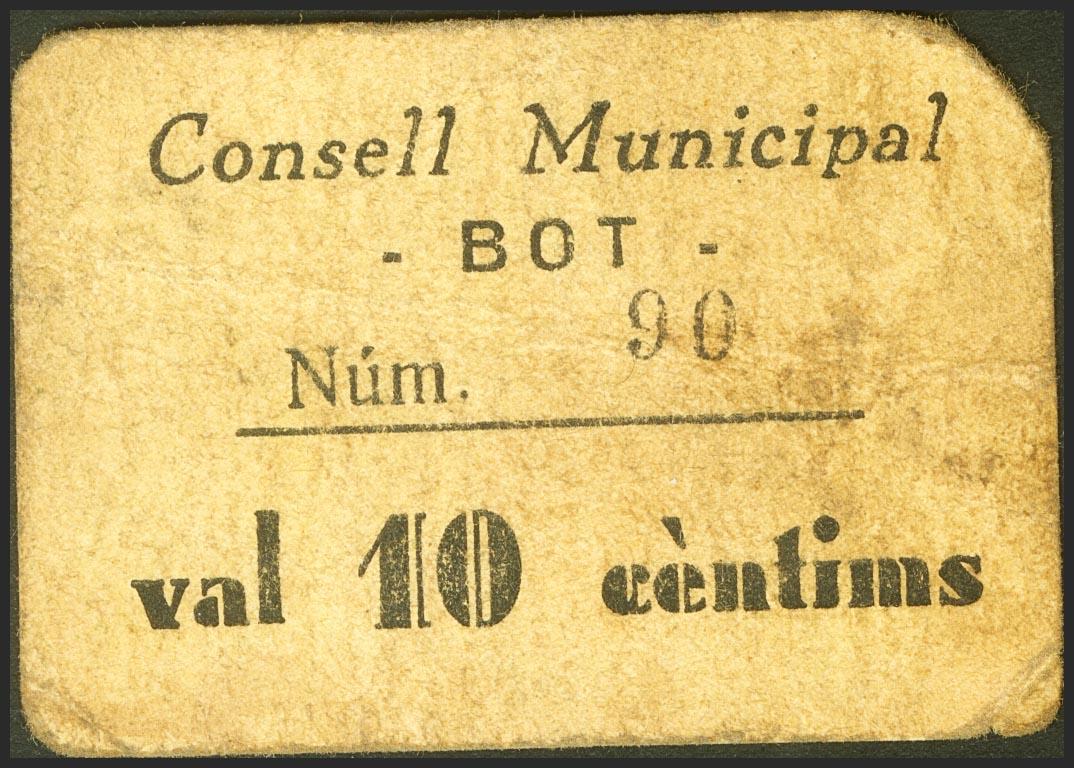 Consell Municipal
- BOT -
90
Núm.
val 10 cèntims